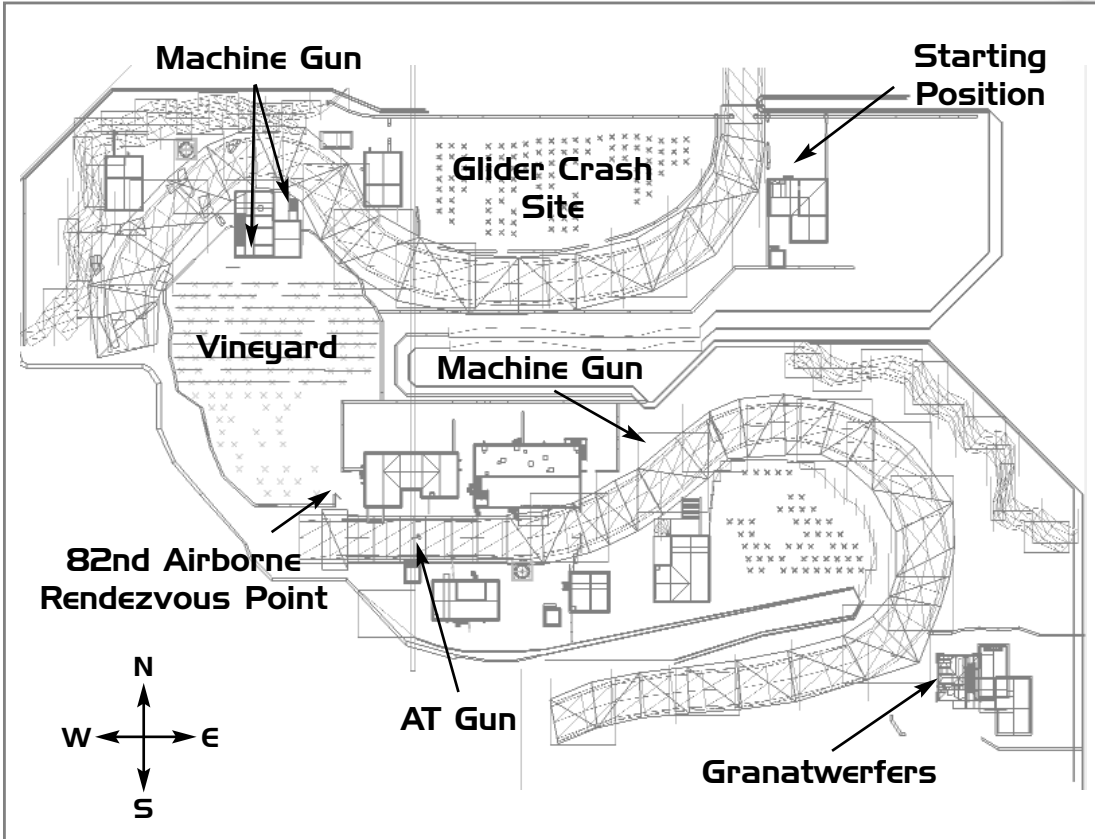 Machine Gun
Starting
Position
Glider Crash
Site
Vineyard
Machine Gun
82nd Airborne
Rendezvous Point
AT Gun
Granatwerfers
N
W E
S